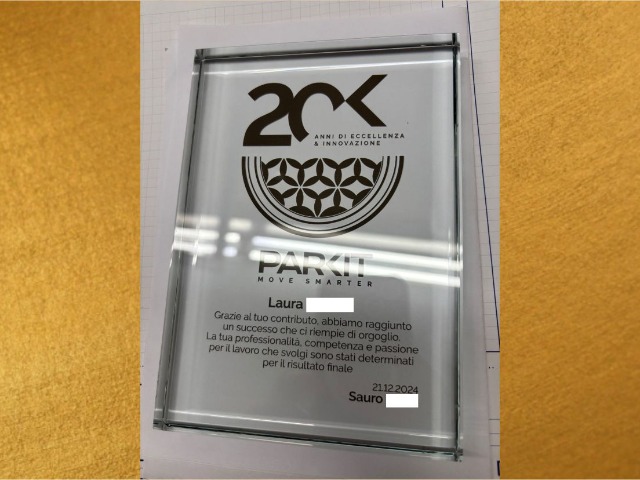 20K
ANNI DI ECCELLENZA
& INNOVAZIONE
PARKIT
MOVE SMARTER
Laura
Grazie al tuo contributo, abbiamo raggiunto
un successo che ci riempie di orgoglio.
La tua professionalità, competenza e passione
per il lavoro che svolgi sono stati determinati
per il risultato finale
21.12.2024
Sauro